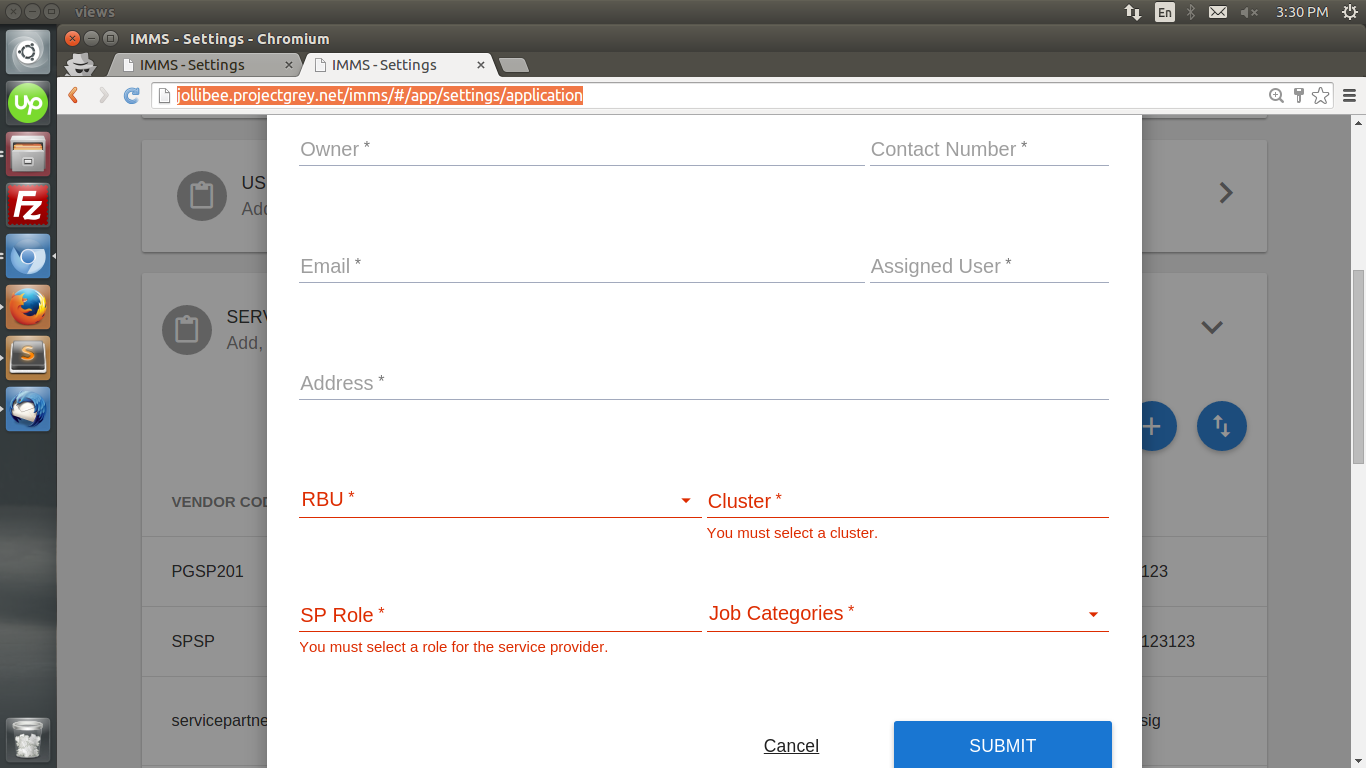 views
En
3:30 PM
IMMS - Settings - Chromium
IMMS - Settings
IMMS - Settings
jollibee.projectgrey.net/imms/#/app/settings/application
Owner *
Contact Number *
US
Add
Email *
Assigned User *
SERV
Add,
Address *
RBU *
Cluster *
You must select a cluster.
VENDOR COD
PGSP201
123
SP Role *
Job Categories *
You must select a role for the service provider.
SPSP
123123
servicepartne
sig
Cancel
SUBMIT
Up
Fz
S